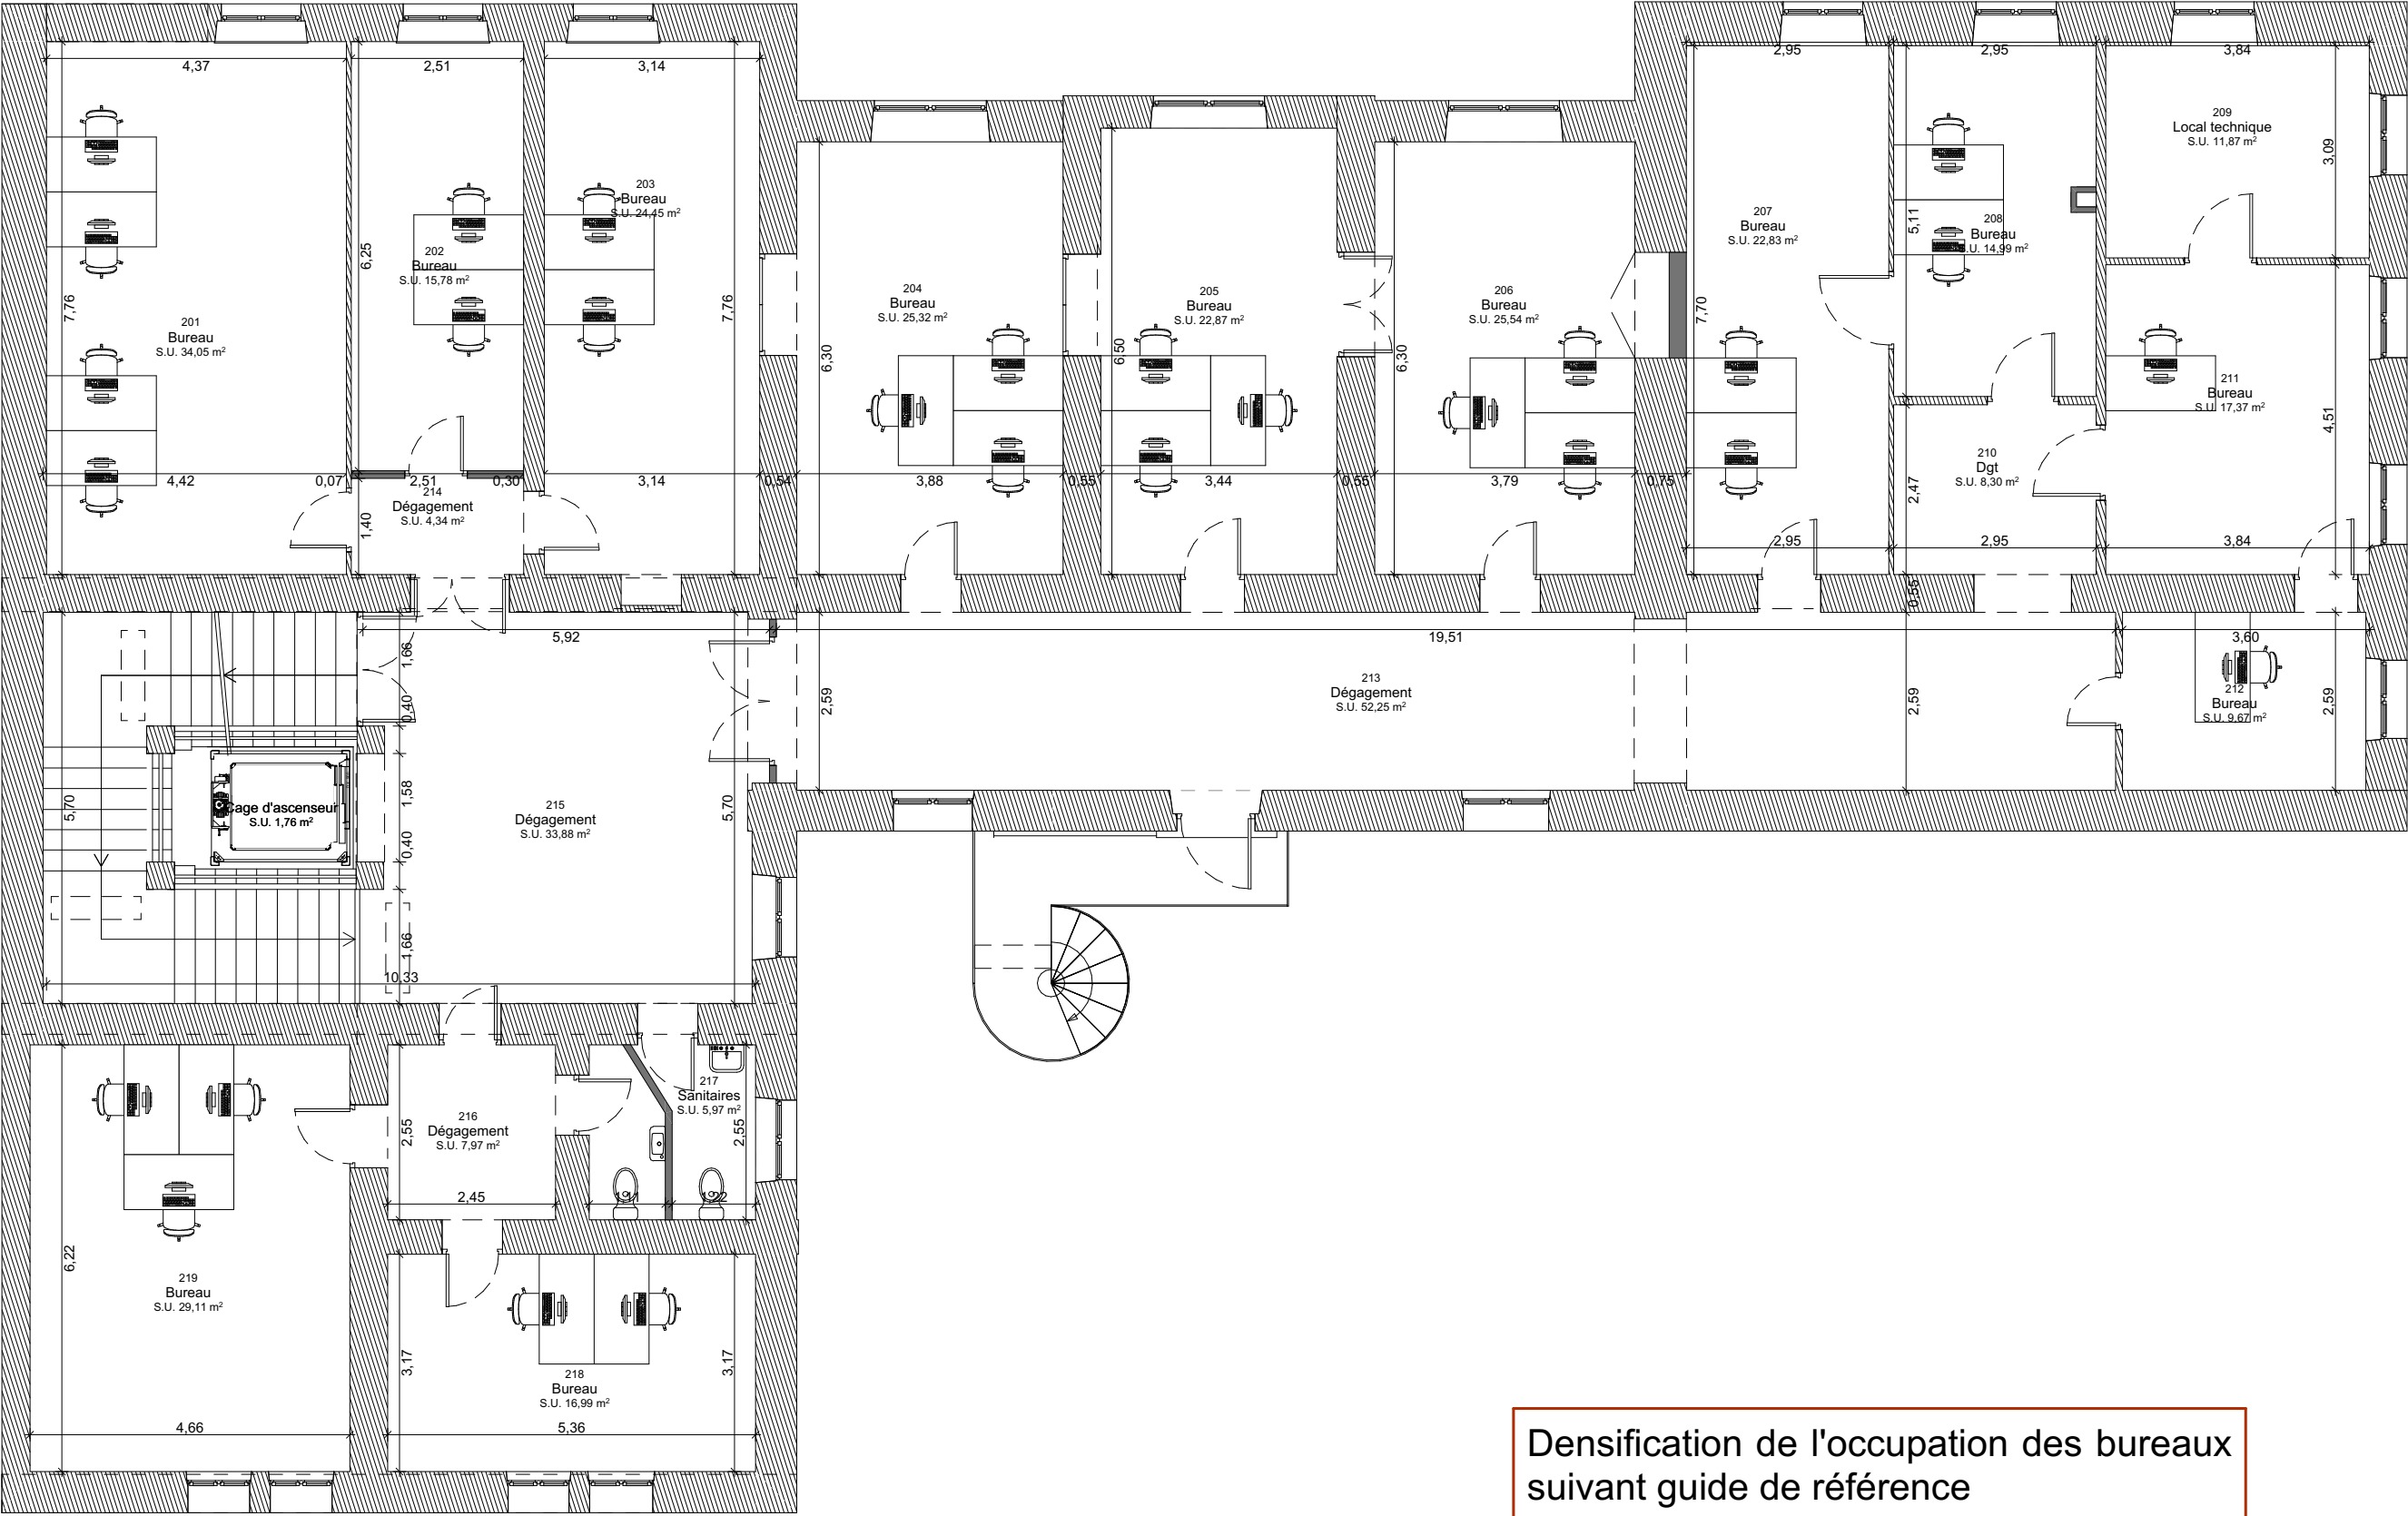 4,37
2,51
3,14
2,95
2,95
3,84
209
Local technique
S.U. 11,87 m²
3,09
203
Bureau
S.U. 24,45 m²
6,25
202
Bureau
S.U. 15,78 m²
7,76
201
Bureau
S.U. 34,05 m²
7,76
204
Bureau
S.U. 25,32 m²
6,30
205
Bureau
S.U. 22,87 m²
6,50
206
Bureau
S.U. 25,54 m²
6,30
207
Bureau
S.U. 22,83 m²
7,70
5,11
208
Bureau
S.U. 14,99 m²
211
Bureau
S.U. 17,37 m²
4,51
4,42
0,07
2,51
0,30
3,14
0,54
3,88
0,55
3,44
0,55
3,79
0,75
214
Dégagement
S.U. 4,34 m²
1,40
210
Dgt
S.U. 8,30 m²
2,47
2,95
2,95
3,84
0,55
5,92
19,51
3,60
1,66
0,40
2,59
213
Dégagement
S.U. 52,25 m²
2,59
212
Bureau
S.U. 9,67 m²
2,59
5,70
Cage d'ascenseur
S.U. 1,76 m²
1,58
0,40
215
Dégagement
S.U. 33,88 m²
5,70
1,66
10,33
217
Sanitaires
S.U. 5,97 m²
216
Dégagement
S.U. 7,97 m²
2,55
2,55
2,45
1,22
6,22
219
Bureau
S.U. 29,11 m²
3,17
3,17
218
Bureau
S.U. 16,99 m²
4,66
5,36
Densification de l'occupation des bureaux
suivant guide de référence